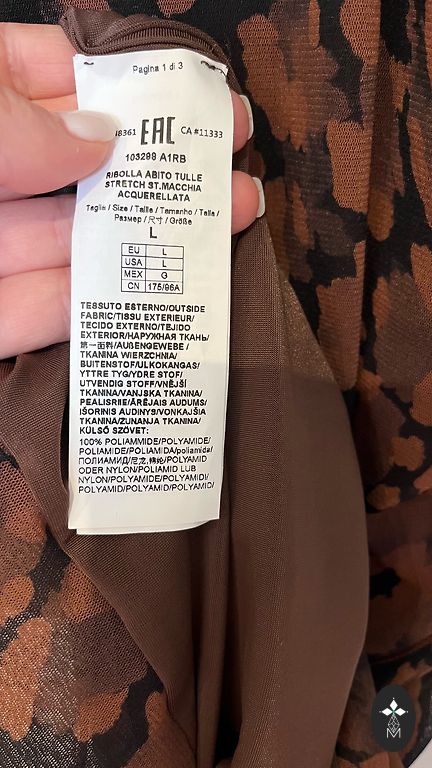 Pagina 1 di 3
EAC CA #11333
103299 A1RB
RIBOLLA ABITO TULLE
STRETCH ST.MACCHIA
ACQUERELLATA
Taglia / Size / Taille / Tamanho / Talla /
Размер / 尺寸 / Größe
L
EU L
USA L
MEX G
CN 175/96A
TESSUTO ESTERNO/OUTSIDE
FABRIC/TISSU EXTERIEUR/
TECIDO EXTERNO/TEJIDO
EXTERIOR/НАРУЖНАЯ ТКАНЬ/
第一面料/AUßENGEWEBE/
TKANINA WIERZCHNIA/
BUITENSTOF/ULKOKANGAS/
YTTRE TYG/YDRE STOF/
UTVENDIG STOFF/VNĚJŠÍ
TKANINA/VANJSKA TKANINA/
PEALISRIIE/ĀRĒJAIS AUDUMS/
IŠORINIS AUDINYS/VONKAJŠIA
TKANINA/ZUNANJA TKANINA/
KÜLSŐ SZÖVET:
100% POLIAMMIDE/POLYAMIDE/
POLIAMIDE/POLIAMIDA/poliamida/
ПОЛИАМИД/尼龙,锦纶/POLYAMID
ODER NYLON/POLIAMID LUB
NYLON/POLYAMIDE/POLYAMIDI/
POLYAMID/POLYAMID/POLYAMID/
M